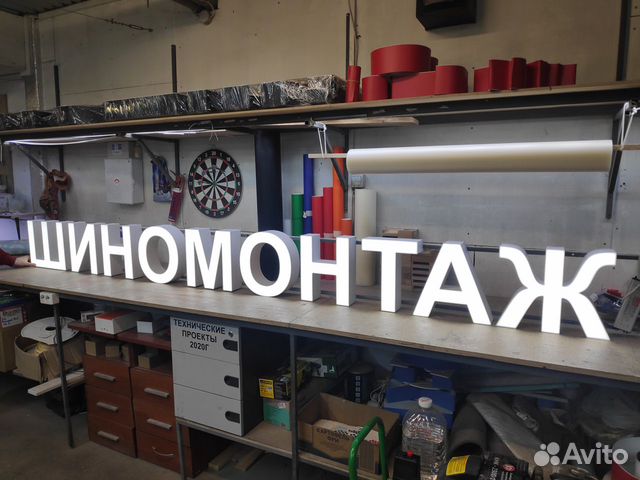 ШИНОМОНТАЖ
ТЕХНИЧЕСКИЕ
ПРОЕКТЫ
2020Г
Avito